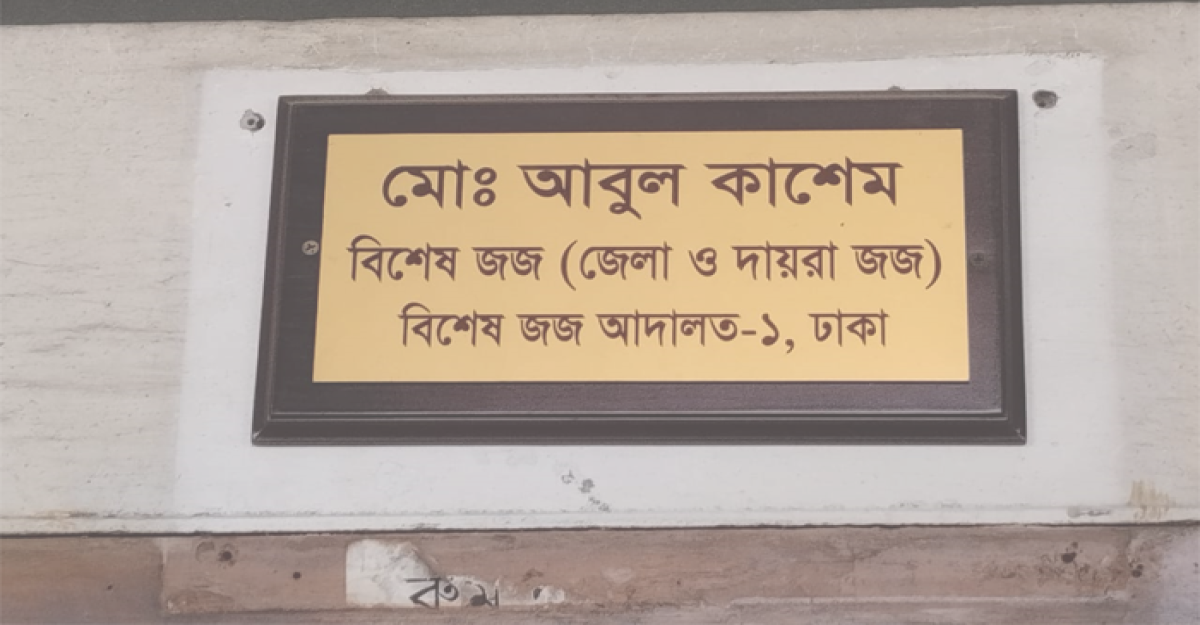 মোঃ আবুল কাশেম
বিশেষ জজ (জেলা ও দায়রা জজ)
বিশেষ জজ আদালত-১, ঢাকা